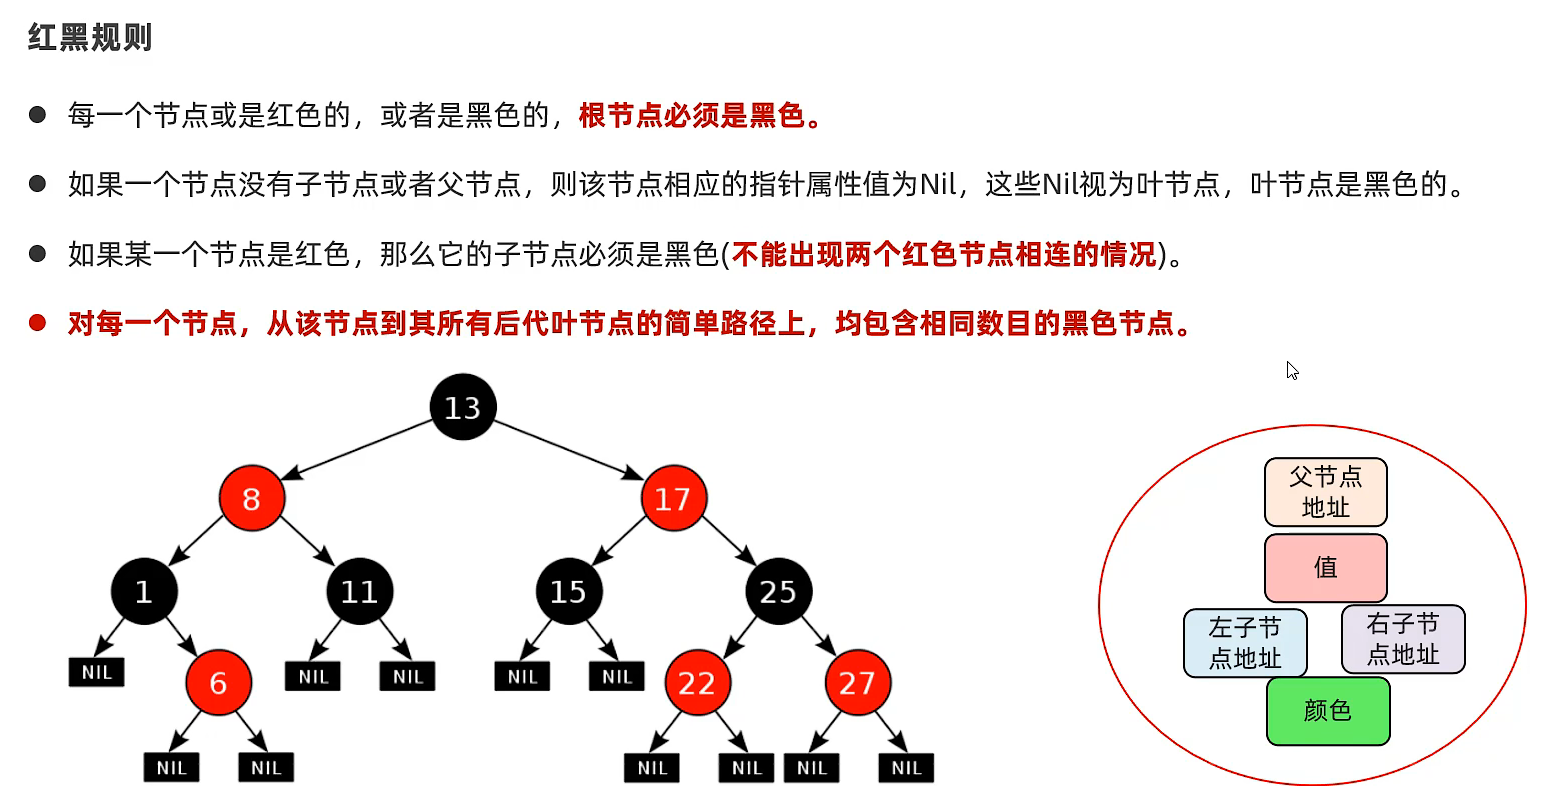 红黑规则
每一个节点或是红色的，或者是黑色的，根节点必须是黑色。
如果一个节点没有子节点或者父节点，则该节点相应的指针属性值为Nil，这些Nil视为叶节点，叶节点是黑色的。
如果某一个节点是红色，那么它的子节点必须是黑色(不能出现两个红色节点相连的情况)。
对每一个节点，从该节点到其所有后代叶节点的简单路径上，均包含相同数目的黑色节点。
13
8
17
1
11
15
25
NIL
6
NIL
NIL
NIL
NIL
22
27
NIL
NIL
NIL
NIL
NIL
NIL
父节点
地址
值
左子节
点地址
右子节
点地址
颜色